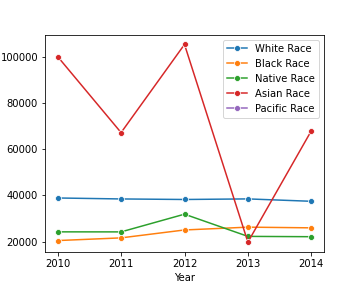 White Race
Black Race
Native Race
Asian Race
Pacific Race
100000
80000
60000
40000
20000
2010 2011 2012 2013 2014
Year